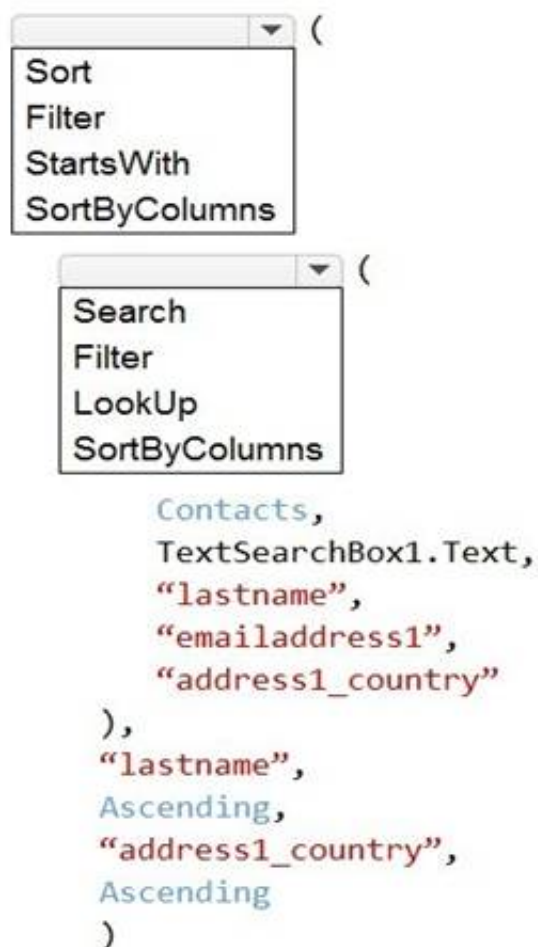 (
Sort
Filter
StartsWith
SortByColumns
(
Search
Filter
LookUp
SortByColumns
Contacts,
TextSearchBox1.Text,
“lastname”,
“emailaddress1”,
“address1_country”
),
“lastname”,
Ascending,
“address1_country”,
Ascending
)